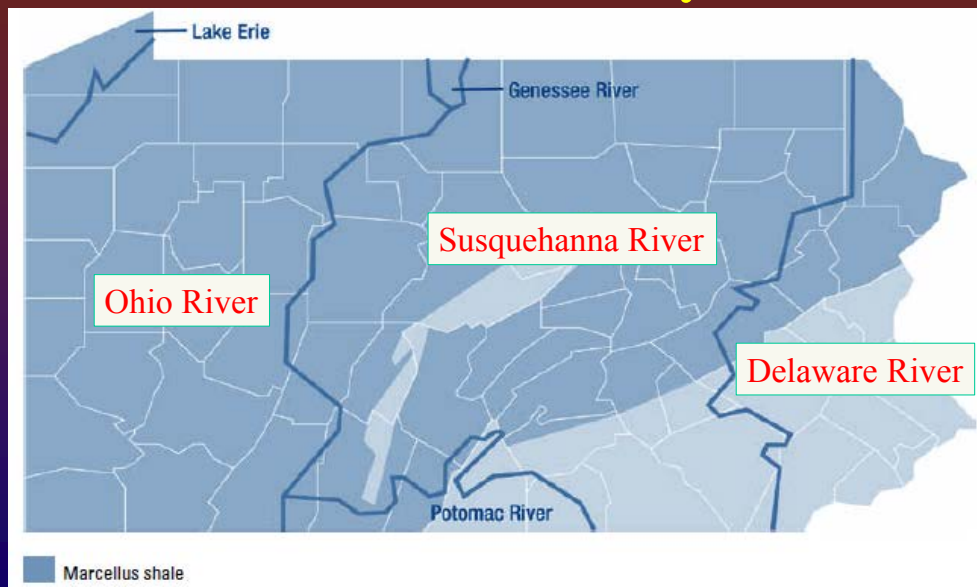 Lake Erie
Genessee River
Susquehanna River
Ohio River
Delaware River
Potomac River
Marcellus shale